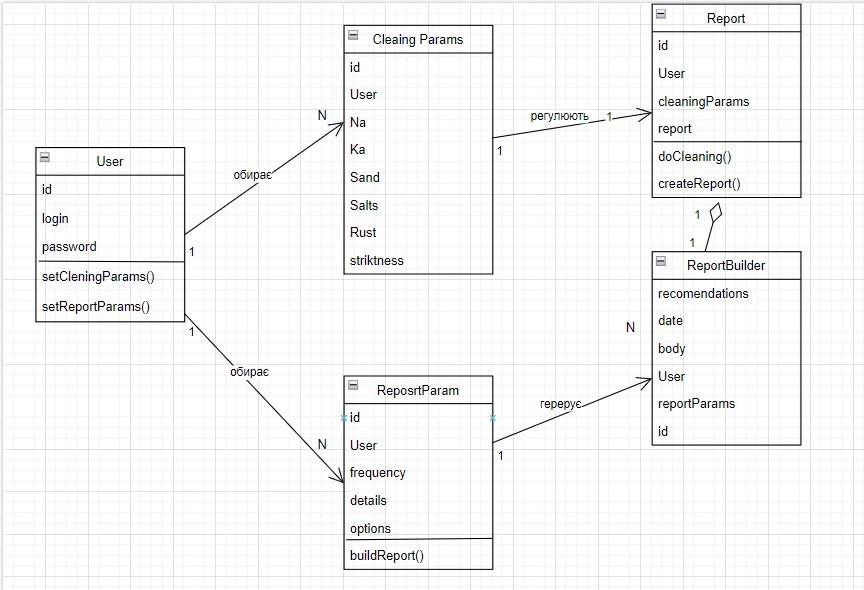 User
id
login
password
setCleningParams()
setReportParams()
1
1
обирає
N
обирає
N
Cleaing Params
id
User
Na
Ka
Sand
Salts
Rust
striktness
1
регулюють
1
Report
id
User
cleaningParams
report
doCleaning()
createReport()
1
1
ReportBuilder
recomendations
date
body
User
reportParams
id
N
ReposrtParam
id
User
frequency
details
options
buildReport()
1
герерує